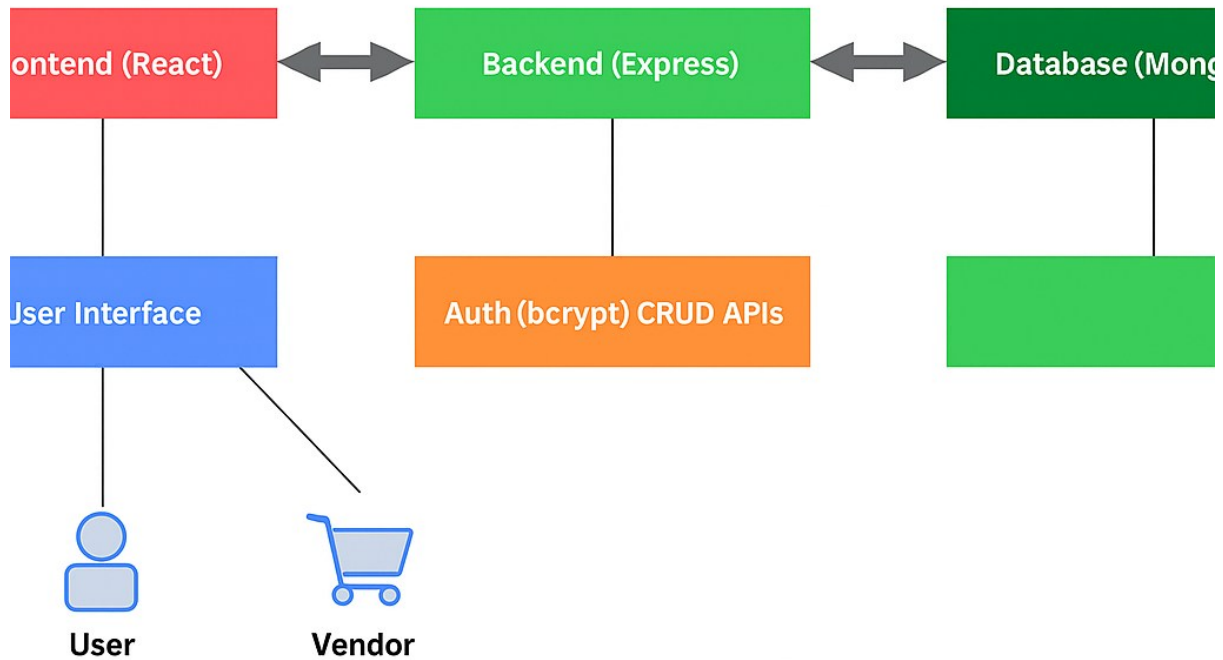 ontend (React)
Backend (Express)
Database (Mong
User Interface
Auth (bcrypt) CRUD APIs
User
Vendor